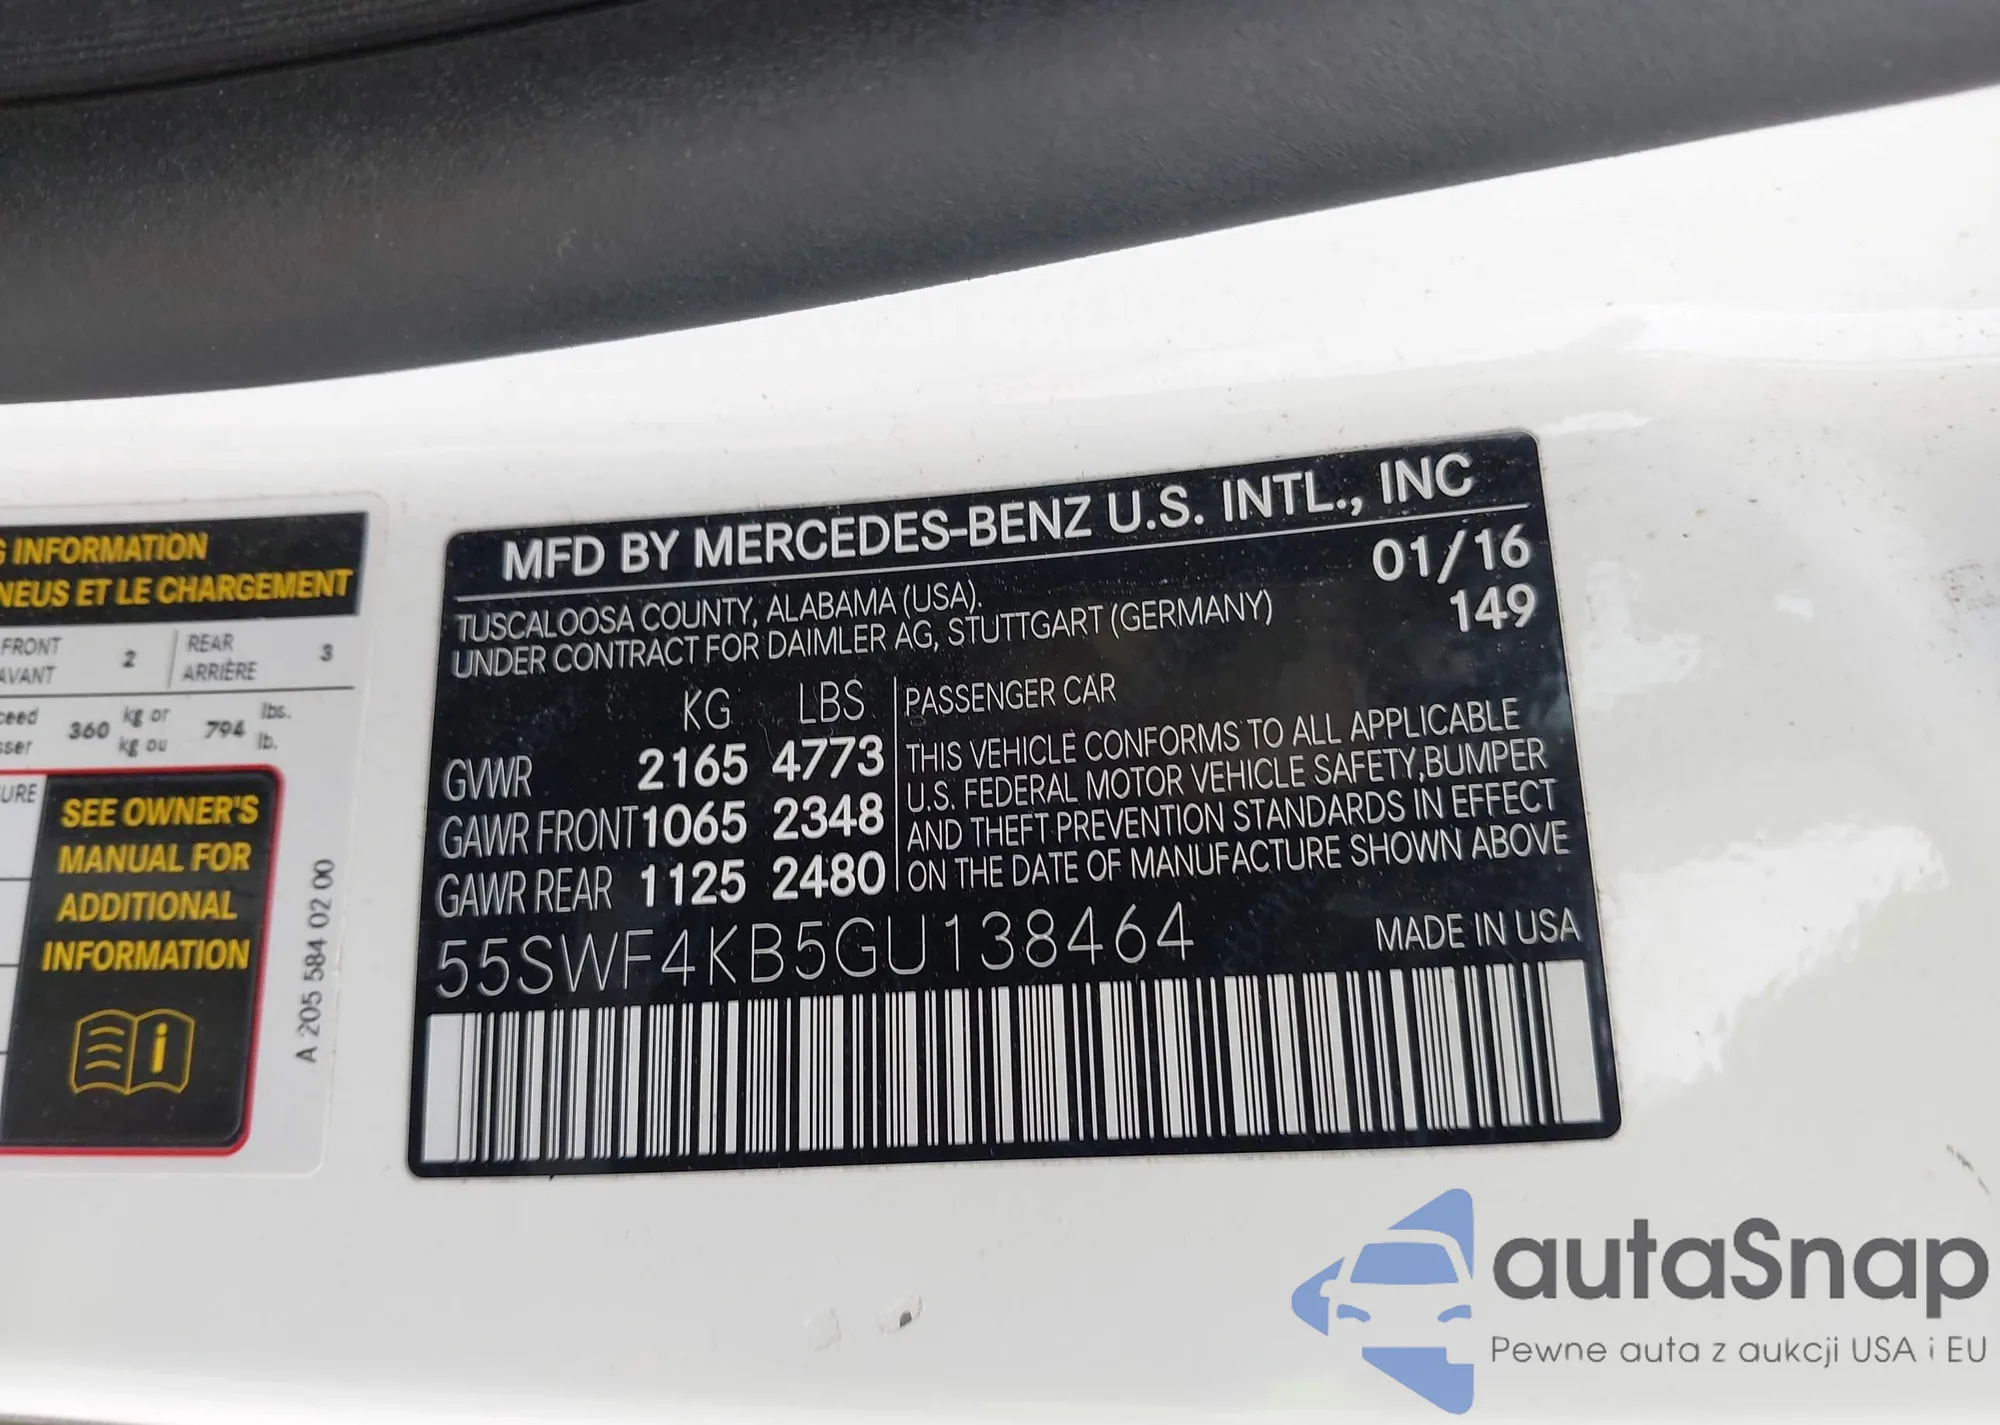 S INFORMATION
NEUS ET LE CHARGEMENT
FRONT 2 REAR 3
AVANT ARRIÈRE
ceed 360 kg or 794 lbs.
sser kg ou lb.
URE
SEE OWNER'S
MANUAL FOR
ADDITIONAL
INFORMATION
i
A 205 584 02 00
MFD BY MERCEDES-BENZ U.S. INTL., INC
TUSCALOOSA COUNTY, ALABAMA (USA). 01/16
UNDER CONTRACT FOR DAIMLER AG, STUTTGART (GERMANY) 149
KG LBS
GVWR 2165 4773
GAWR FRONT 1065 2348
GAWR REAR 1125 2480
PASSENGER CAR
THIS VEHICLE CONFORMS TO ALL APPLICABLE
U.S. FEDERAL MOTOR VEHICLE SAFETY, BUMPER
AND THEFT PREVENTION STANDARDS IN EFFECT
ON THE DATE OF MANUFACTURE SHOWN ABOVE
55SWF4KB5GU138464 MADE IN USA
autaSnap
Pewne auta z aukcji USA i EU